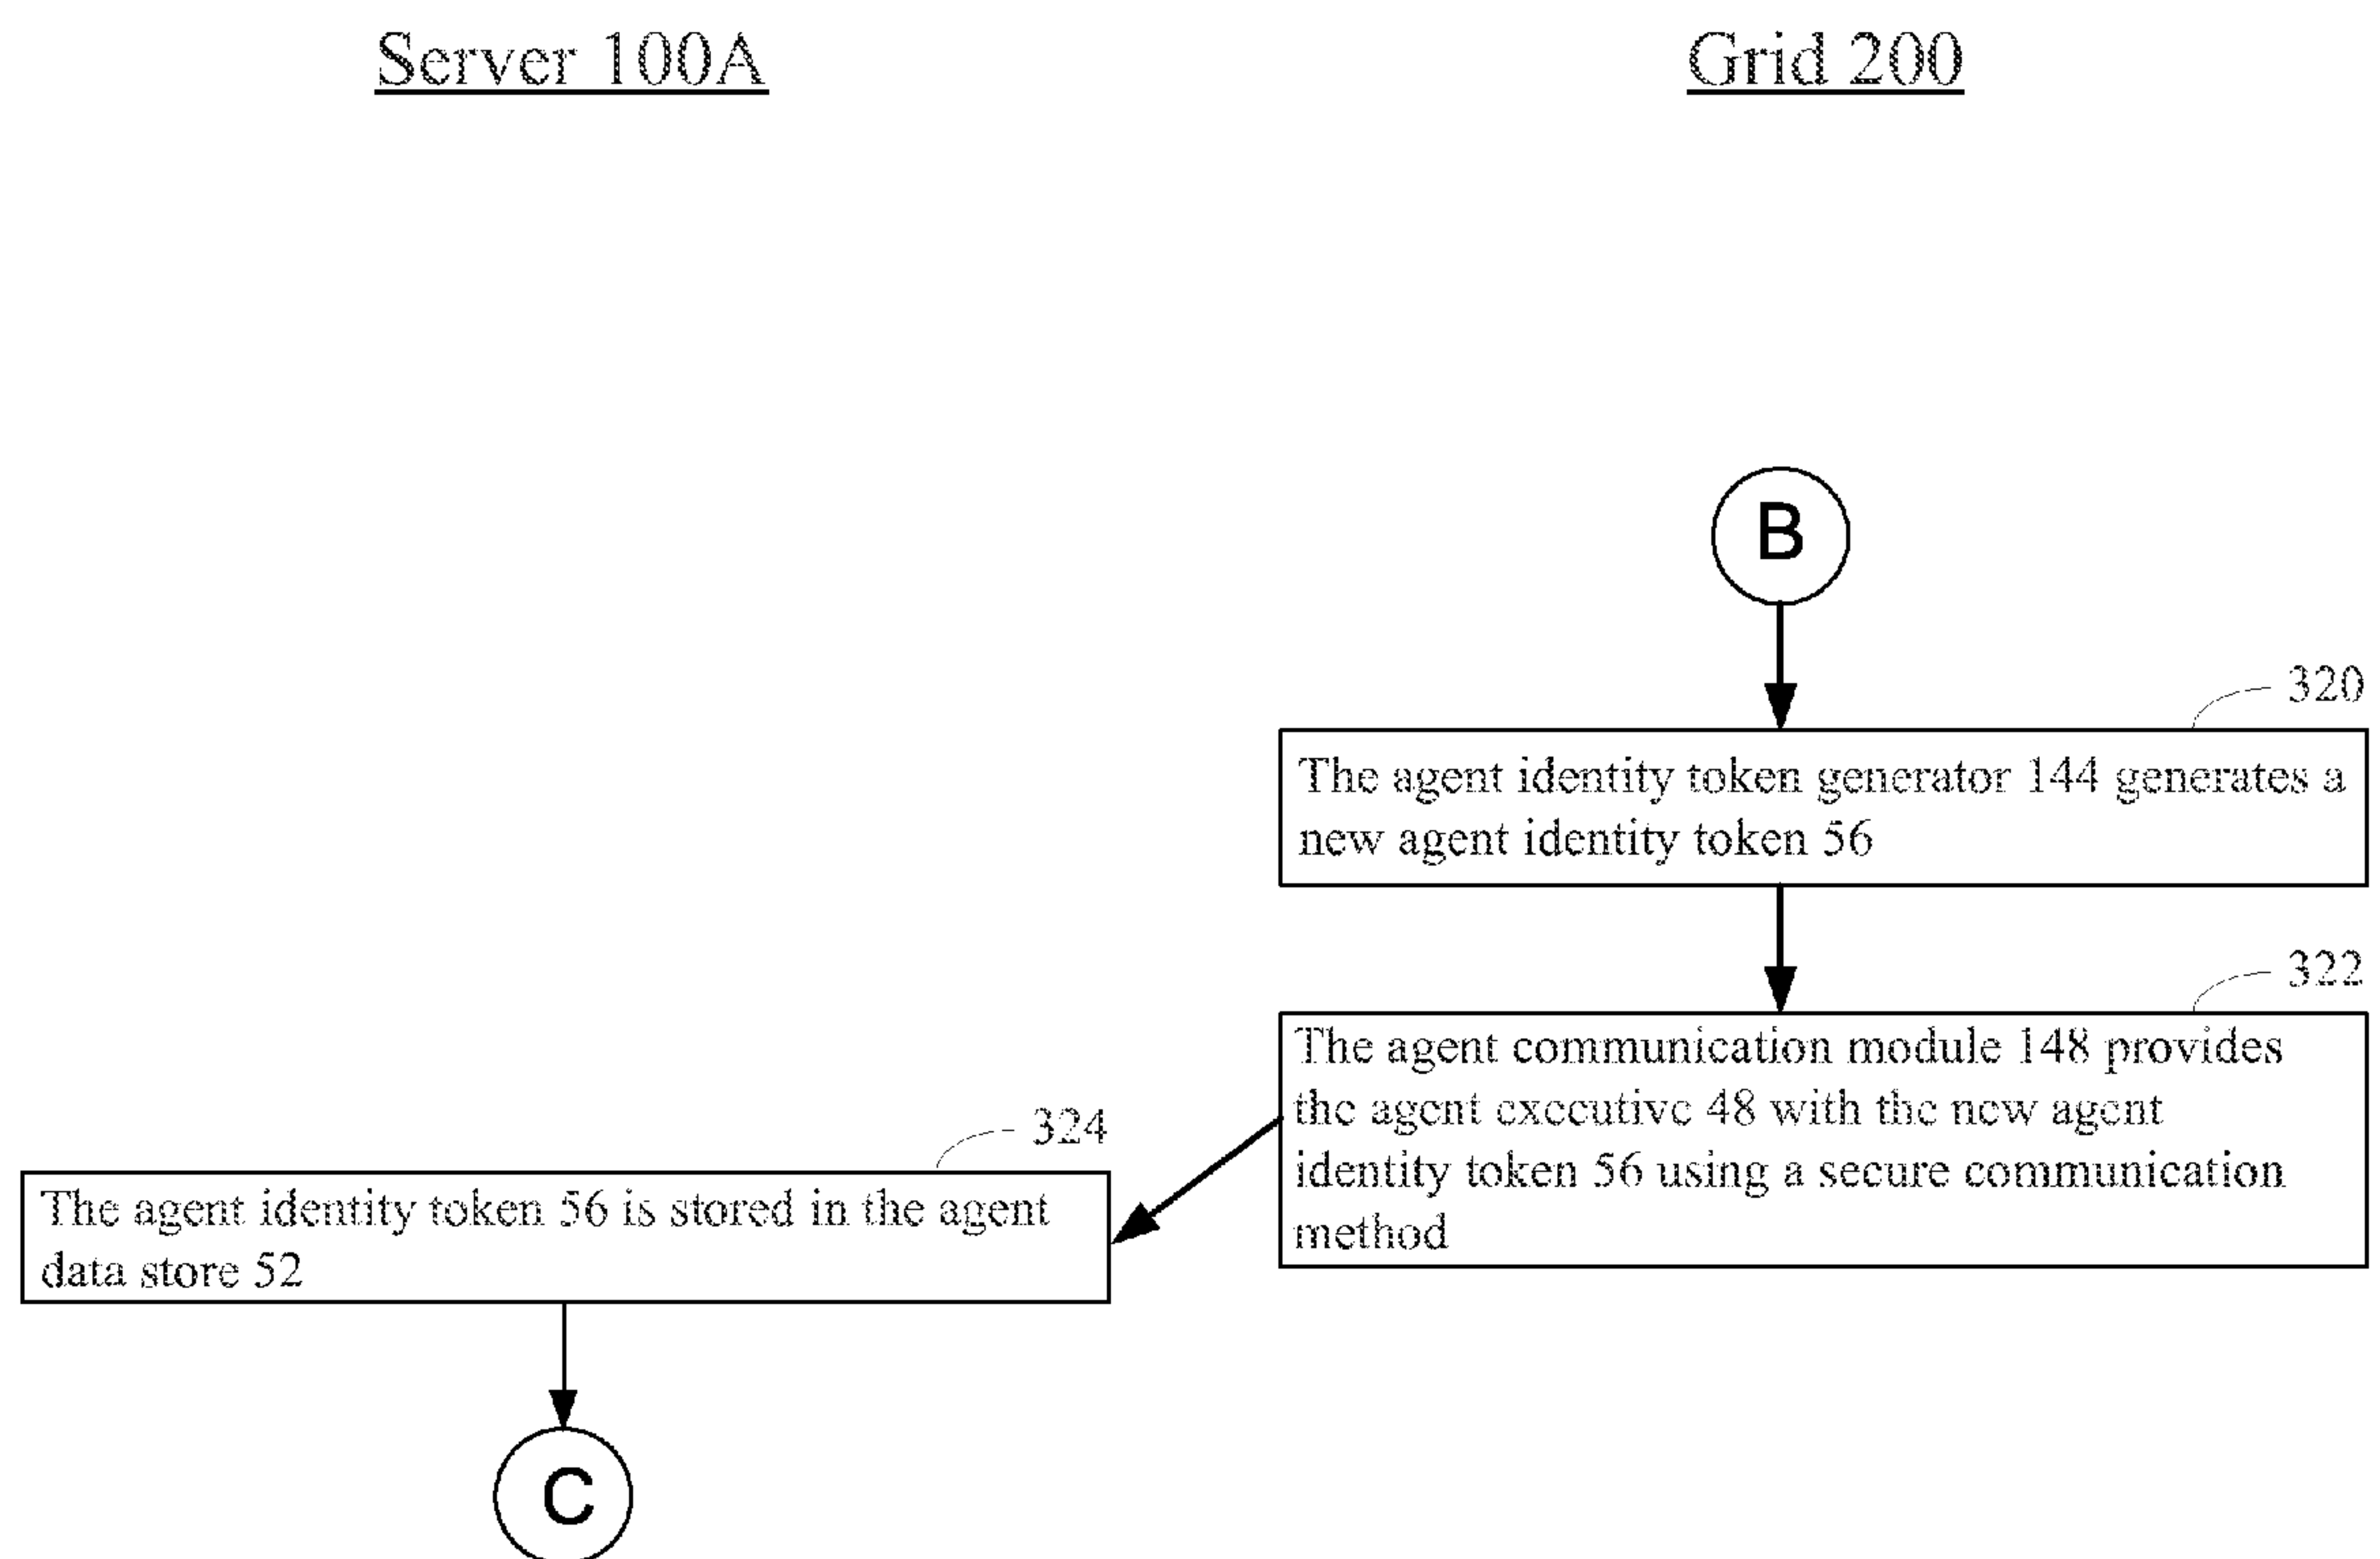 Server 100A
Grid 200
B
320
The agent identity token generator 144 generates a
new agent identity token 56
322
The agent communication module 148 provides
the agent executive 48 with the new agent
identity token 56 using a secure communication
method
324
The agent identity token 56 is stored in the agent
data store 52
C